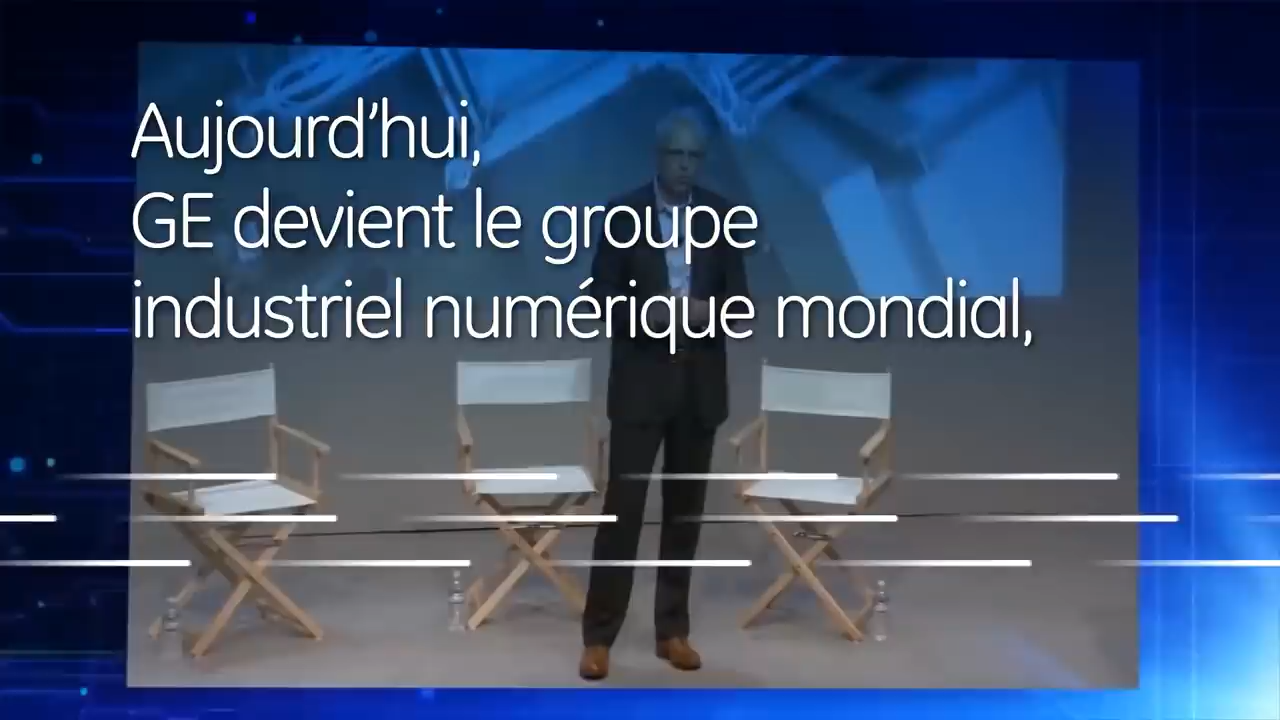 Aujourd’hui,
GE devient le groupe
industriel numérique mondial,